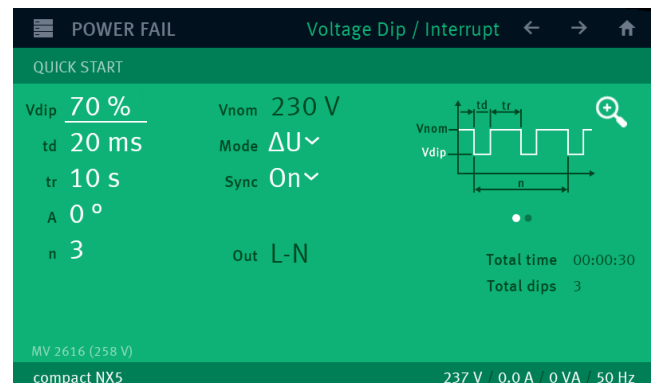 POWER FAIL Voltage Dip / Interrupt
QUICK START
Vdip 70 % Vnom 230 V
td 20 ms Mode ΔU
tr 10 s Sync On
A 0 °
n 3 Out L-N
td tr
Vnom
Vdip
n
Total time 00:00:30
Total dips 3
MV 2616 (258 V)
compact NX5 237 V / 0.0 A / 0 VA / 50 Hz